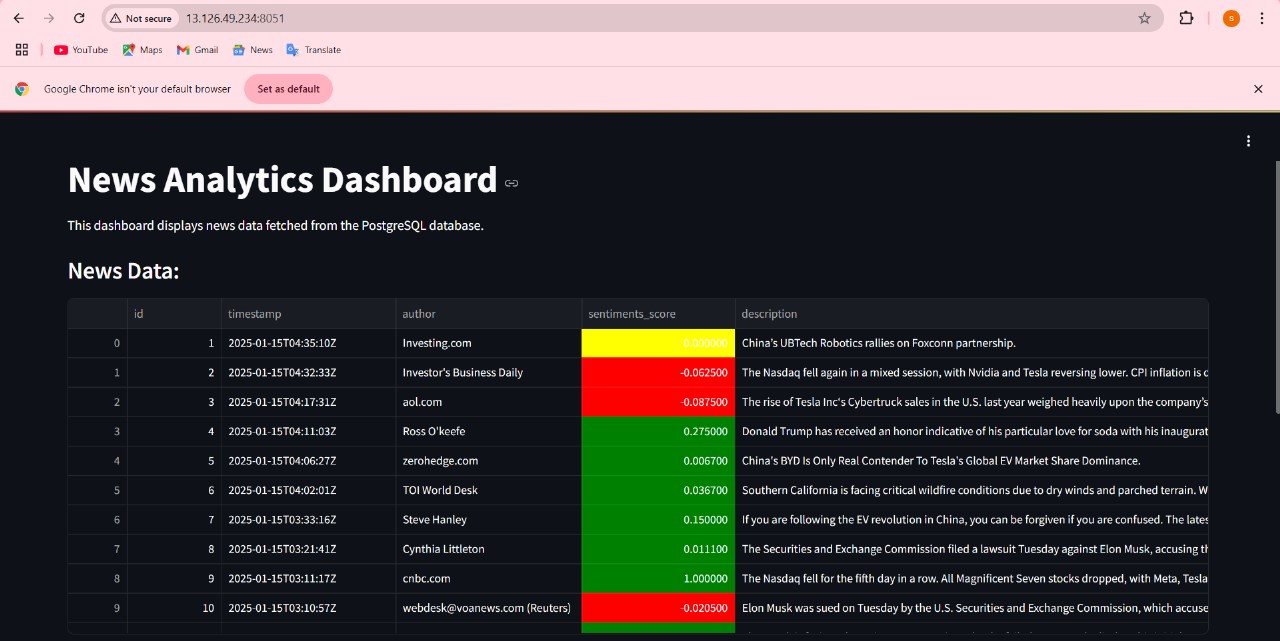 Not secure 13.126.49.234:8051 s
YouTube Maps Gmail News Translate
Google Chrome isn't your default browser Set as default
News Analytics Dashboard
This dashboard displays news data fetched from the PostgreSQL database.
News Data:
id timestamp author sentiments_score description
0 1 2025-01-15T04:35:10Z Investing.com 0.000000 China's UBTech Robotics rallies on Foxconn partnership.
1 2 2025-01-15T04:32:33Z Investor's Business Daily -0.062500 The Nasdaq fell again in a mixed session, with Nvidia and Tesla reversing lower. CPI inflation is
2 3 2025-01-15T04:17:31Z aol.com -0.087500 The rise of Tesla Inc's Cybertruck sales in the U.S. last year weighed heavily upon the company's
3 4 2025-01-15T04:11:03Z Ross O'keefe 0.275000 Donald Trump has received an honor indicative of his particular love for soda with his inaugurat
4 5 2025-01-15T04:06:27Z zerohedge.com 0.006700 China's BYD Is Only Real Contender To Tesla's Global EV Market Share Dominance.
5 6 2025-01-15T04:02:01Z TOI World Desk 0.036700 Southern California is facing critical wildfire conditions due to dry winds and parched terrain. W
6 7 2025-01-15T03:33:16Z Steve Hanley 0.150000 If you are following the EV revolution in China, you can be forgiven if you are confused. The lates
7 8 2025-01-15T03:21:41Z Cynthia Littleton 0.011100 The Securities and Exchange Commission filed a lawsuit Tuesday against Elon Musk, accusing th
8 9 2025-01-15T03:11:17Z cnbc.com 1.000000 The Nasdaq fell for the fifth day in a row. All Magnificent Seven stocks dropped, with Meta, Tesla
9 10 2025-01-15T03:10:57Z webdesk@voanews.com (Reuters) -0.020500 Elon Musk was sued on Tuesday by the U.S. Securities and Exchange Commission, which accuse